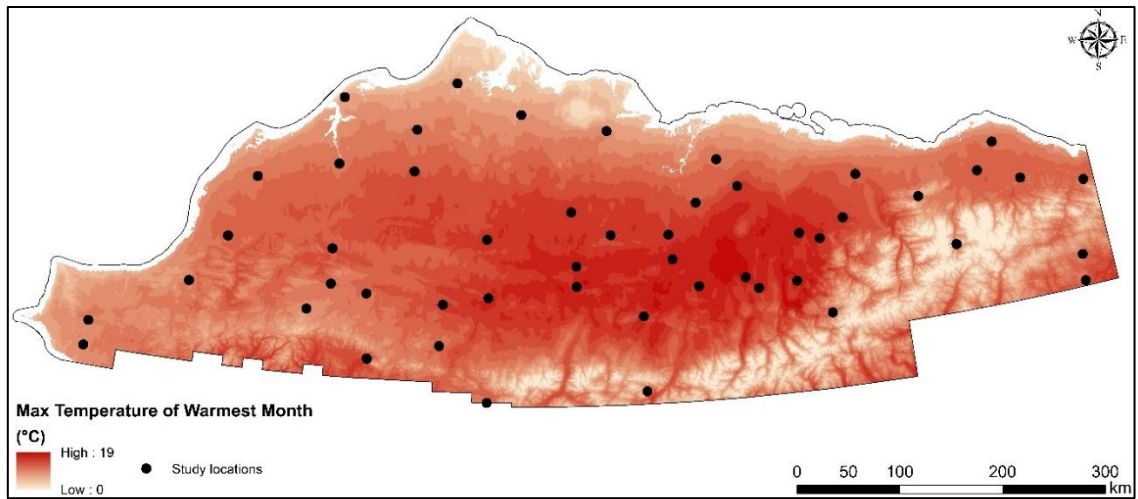 N
W E
S
Max Temperature of Warmest Month
(°C)
High : 19
Low : 0
Study locations
0 50 100 200 300
km